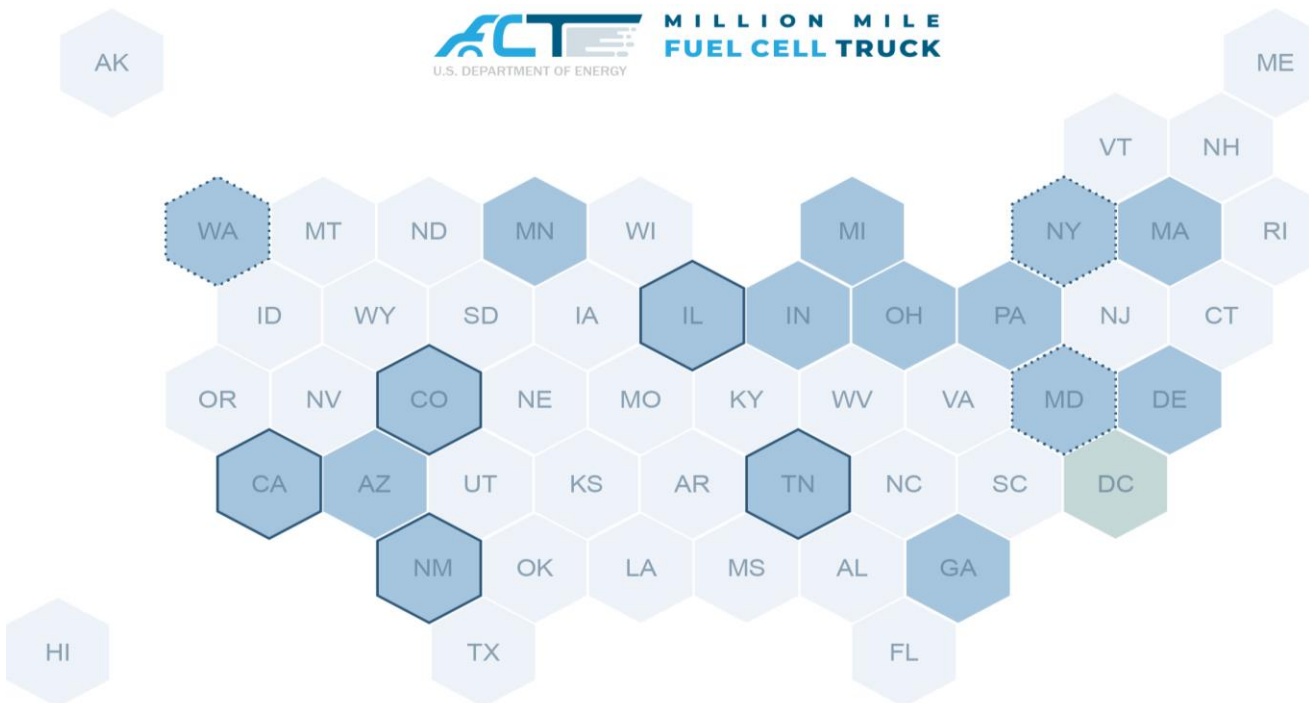 MILLION MILE
FUEL CELL TRUCK
FCT
U.S. DEPARTMENT OF ENERGY
AK
ME
VT NH
WA MT ND MN WI MI NY MA RI
ID WY SD IA IL IN OH PA NJ CT
OR NV CO NE MO KY WV VA MD DE
CA AZ UT KS AR TN NC SC DC
NM OK LA MS AL GA
HI TX FL